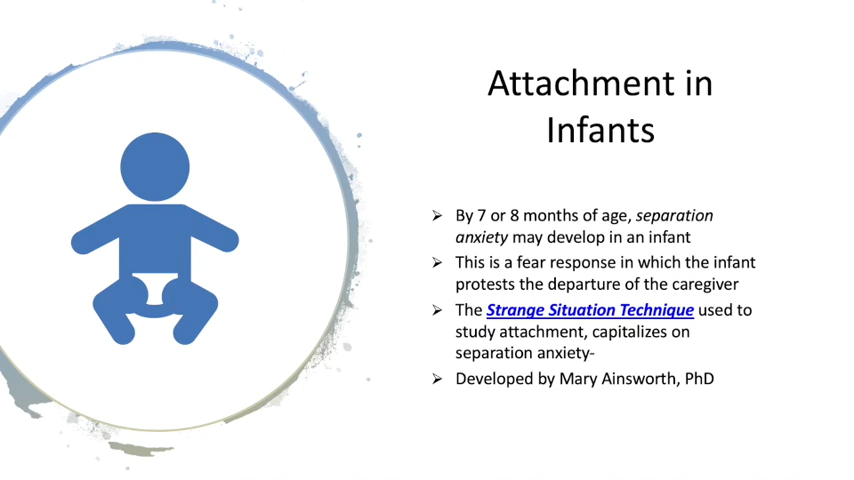 Attachment in
Infants
➢ By 7 or 8 months of age, separation
anxiety may develop in an infant
➢ This is a fear response in which the infant
protests the departure of the caregiver
➢ The Strange Situation Technique used to
study attachment, capitalizes on
separation anxiety-
➢ Developed by Mary Ainsworth, PhD